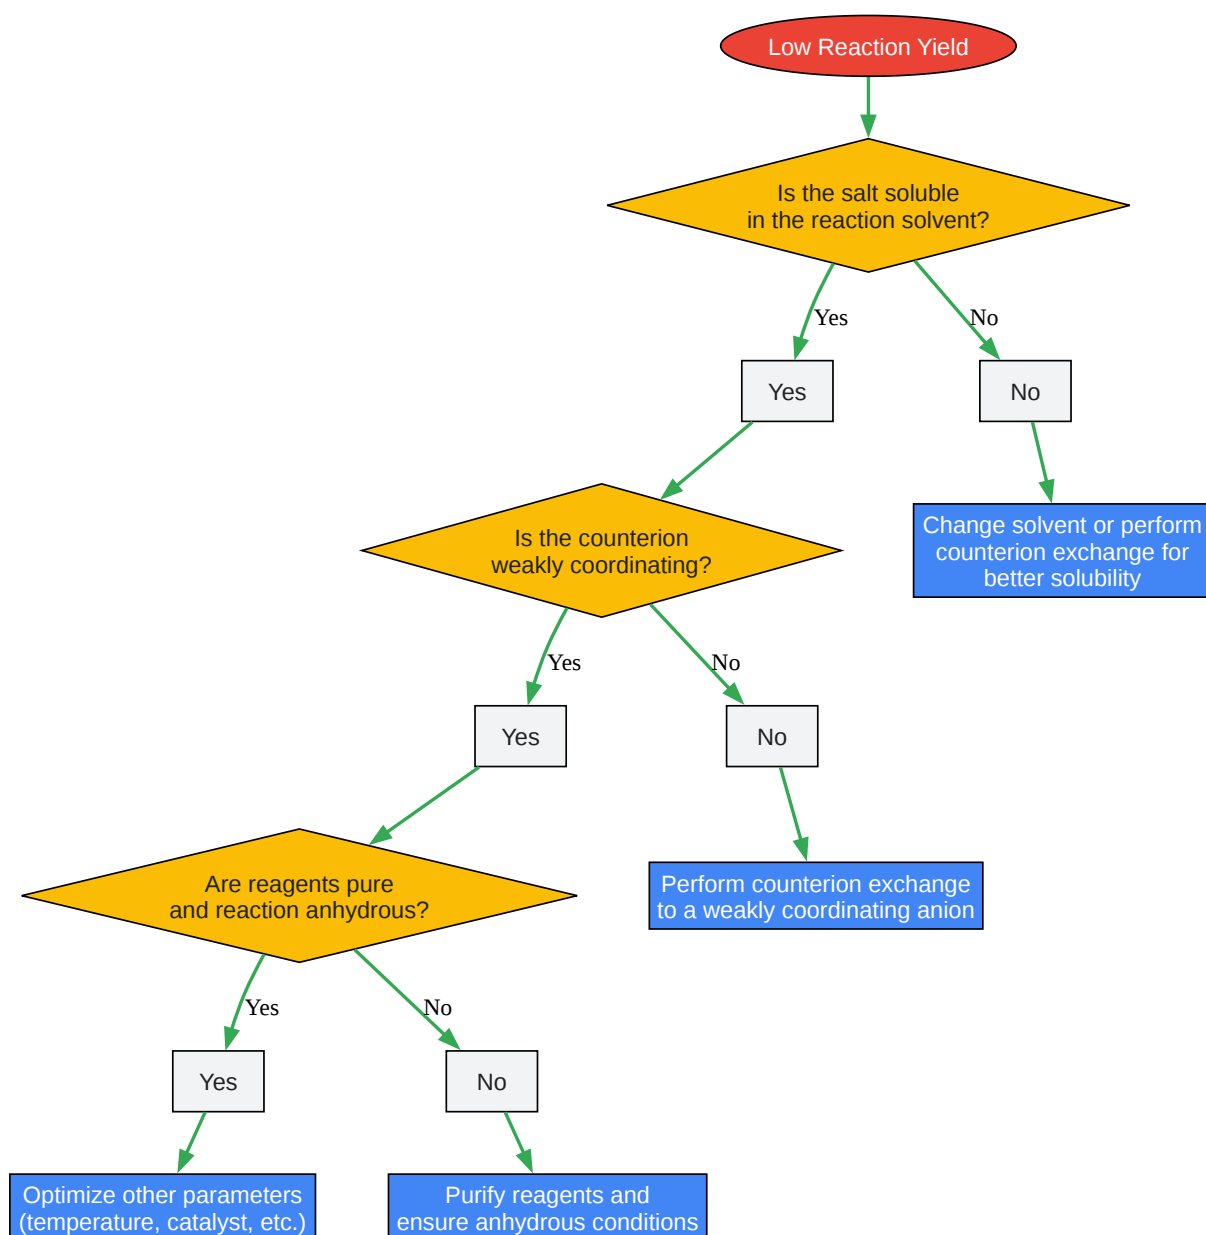 Low Reaction Yield
Is the salt soluble
in the reaction solvent?
Yes
No
Yes
No
Change solvent or perform
counterion exchange for
better solubility
Is the counterion
weakly coordinating?
Yes
No
Yes
No
Perform counterion exchange
to a weakly coordinating anion
Are reagents pure
and reaction anhydrous?
Yes
No
Yes
No
Optimize other parameters
(temperature, catalyst, etc.)
Purify reagents and
ensure anhydrous conditions